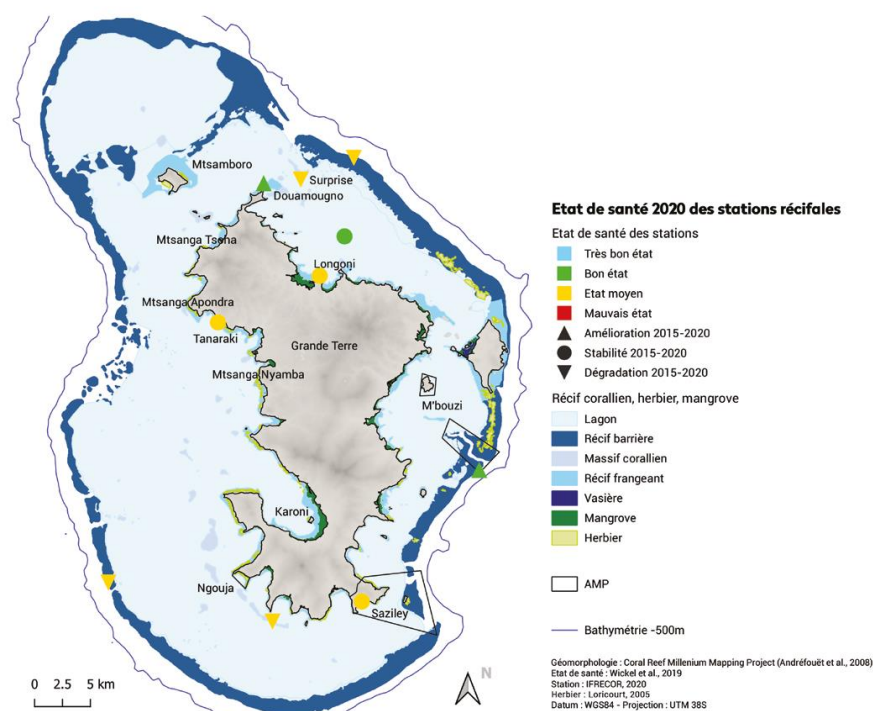 Mtsamboro
Surprise
Douamougno
Mtsanga Tsoha
Longoni
Mtsanga Apondra
Tanaraki
Grande Terre
Mtsanga Nyamba
M'bouzi
Karoni
Ngouja
Saziley
0 2.5 5 km
N
Etat de santé 2020 des stations récifales
Etat de santé des stations
Très bon état
Bon état
Etat moyen
Mauvais état
Amélioration 2015-2020
Stabilité 2015-2020
Dégradation 2015-2020
Récif corallien, herbier, mangrove
Lagon
Récif barrière
Massif corallien
Récif frangeant
Vasière
Mangrove
Herbier
AMP
Bathymétrie -500m
Géomorphologie : Coral Reef Millenium Mapping Project (Andréfouët et al., 2008)
Etat de santé : Wickel et al., 2019
Station : IFRECOR, 2020
Herbier : Loricourt, 2005
Datum : WGS84 - Projection : UTM 38S